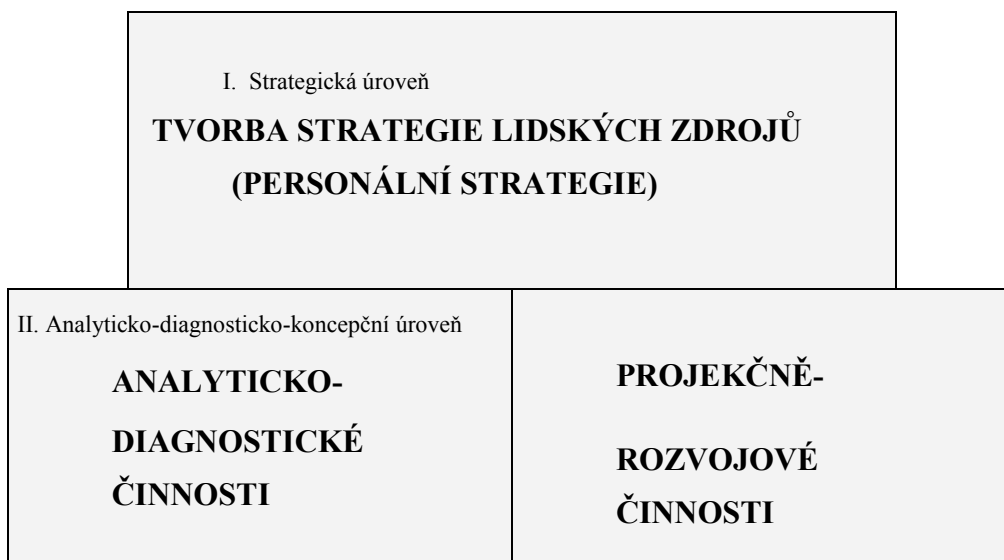 I. Strategická úroveň
TVORBA STRATEGIE LIDSKÝCH ZDROJŮ
(PERSONÁLNÍ STRATEGIE)
II. Analyticko-diagnosticko-koncepční úroveň
ANALYTICKO-
DIAGNOSTICKÉ
ČINNOSTI
PROJEKČNĚ-
ROZVOJOVÉ
ČINNOSTI